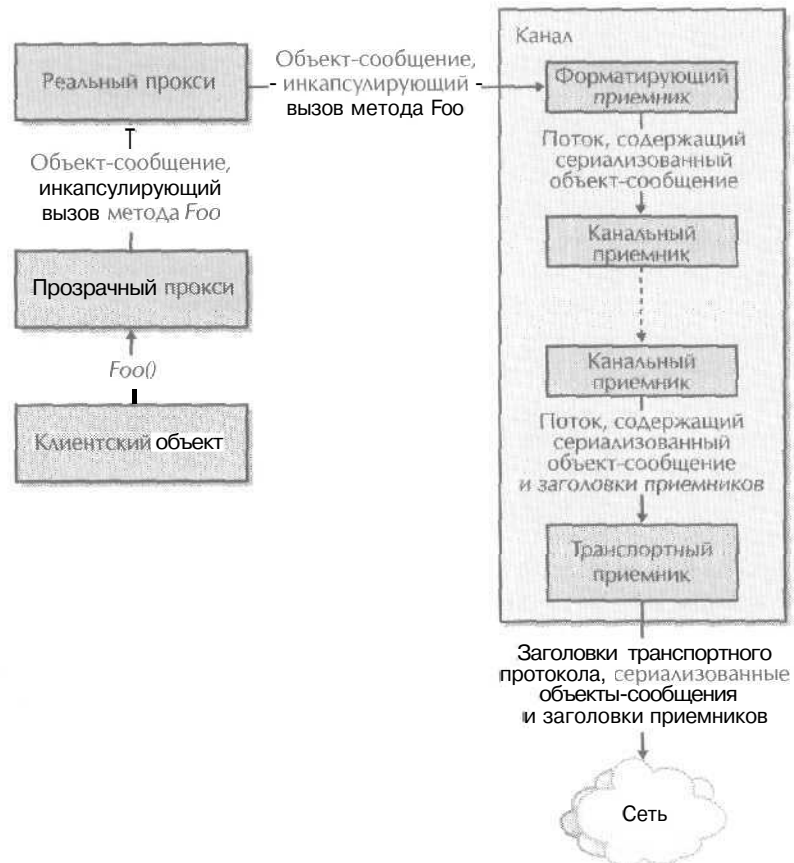 Канал
Реальный прокси
Объект-сообщение,
- инкапсулирующий -
вызов метода Foo
Форматирующий
приемник
Поток, содержащий
сериализованный
объект-сообщение
Объект-сообщение,
инкапсулирующий
вызов метода Foo
Канальный
приемник
Прозрачный прокси
Foo()
Канальный
приемник
Клиентский объект
Поток, содержащий
сериализованный
объект-сообщение
и заголовки приемников
Транспортный
приемник
Заголовки транспортного
протокола, сериализованные
объекты-сообщения
и заголовки приемников
Сеть